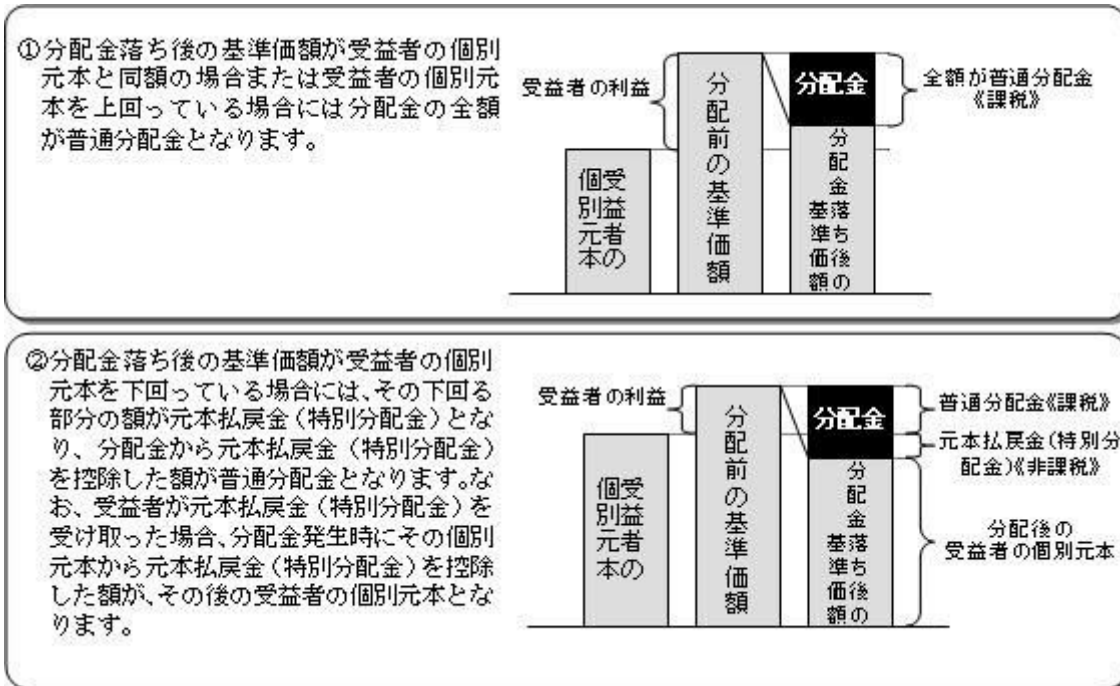 ①分配金落ち後の基準価額が受益者の個別
元本と同額の場合または受益者の個別元
本を上回っている場合には分配金の全額
が普通分配金となります。
受益者の利益
受益者の
個別元本
分配前の基準価額
分配金
分配金落ち後の
基準価額
全額が普通分配金
《課税》
②分配金落ち後の基準価額が受益者の個別
元本を下回っている場合には、その下回る
部分の額が元本払戻金(特別分配金)とな
り、分配金から元本払戻金(特別分配金)
を控除した額が普通分配金となります。な
お、受益者が元本払戻金(特別分配金)を
受け取った場合、分配金発生時にその個別
元本から元本払戻金(特別分配金)を控除
した額が、その後の受益者の個別元本とな
ります。
受益者の利益
受益者の
個別元本
分配前の基準価額
分配金
分配金落ち後の
基準価額
普通分配金《課税》
元本払戻金(特別分
配金)《非課税》
分配後の
受益者の個別元本